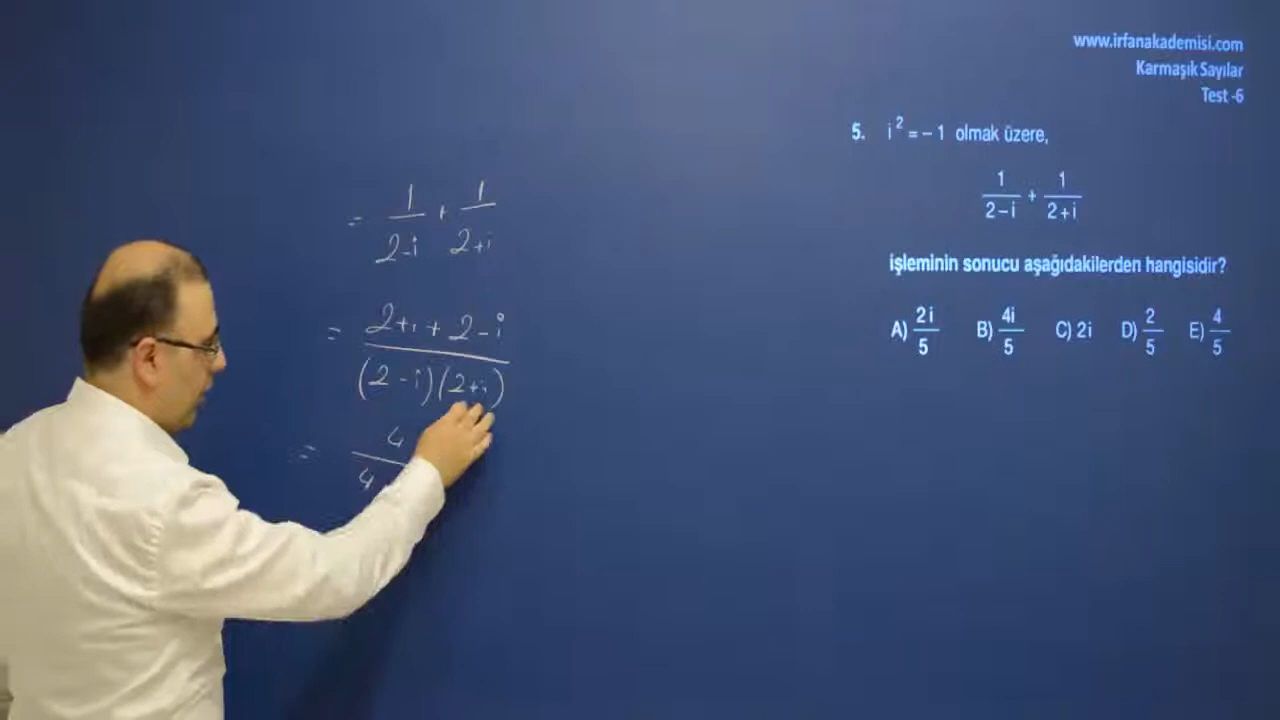 www.irfanakademisi.com
Karmaşık Sayılar
Test -6
5. i² = – 1 olmak üzere,
1/(2–i) + 1/(2+i)
işleminin sonucu aşağıdakilerden hangisidir?
A) 2i/5 B) 4i/5 C) 2i D) 2/5 E) 4/5
= 1/(2-i) + 1/(2+i)
= (2+i + 2-i)/((2-i)(2+i))
= 4/4